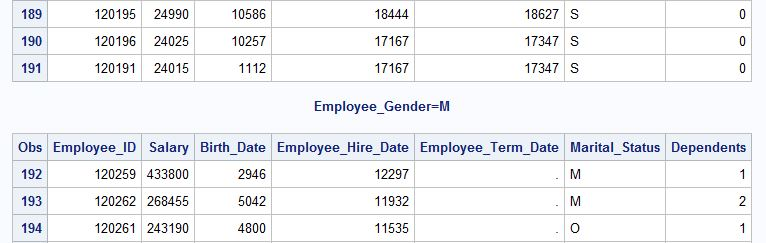 189 120195 24990 10586 18444 18627 S 0
190 120196 24025 10257 17167 17347 S 0
191 120191 24015 1112 17167 17347 S 0
Employee_Gender=M
Obs Employee_ID Salary Birth_Date Employee_Hire_Date Employee_Term_Date Marital_Status Dependents
192 120259 433800 2946 12297 . M 1
193 120262 268455 5042 11932 . M 2
194 120261 243190 4800 11535 . O 1